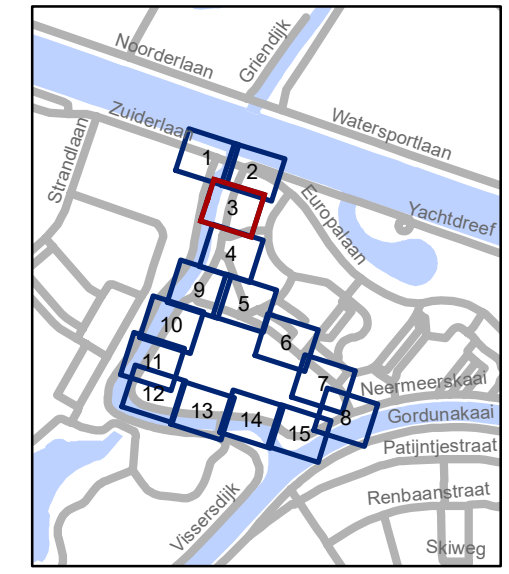 Noorderlaan
Griendijk
Zuiderlaan
Watersportlaan
Strandlaan
1
2
Europalaan
3
Yachtdreef
4
9
5
10
6
11
7
Neermeerskaai
12
13
14
15
8
Gordunakaai
Patijntjestraat
Renbaanstraat
Vissersdijk
Skiweg